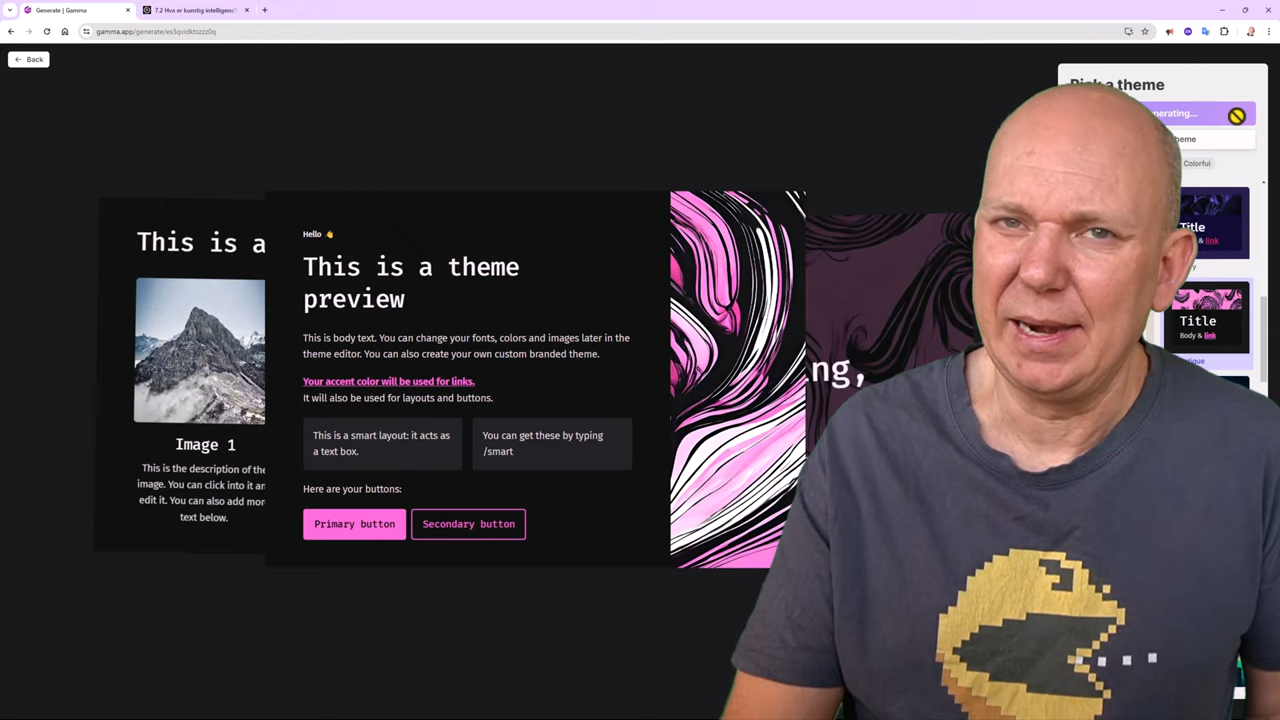 Generate | Gamma
7.2 Hva er kunstig intelligens?
gamma.app/generate/es3qvidktszzz0q
Back
Pick a theme
nerating...
heme
Colorful
This is a
Image 1
This is the description of the
image. You can click into it an
edit it. You can also add mor
text below.
Hello 👋
This is a theme
preview
This is body text. You can change your fonts, colors and images later in the
theme editor. You can also create your own custom branded theme.
Your accent color will be used for links.
It will also be used for layouts and buttons.
This is a smart layout: it acts as
a text box.
You can get these by typing
/smart
Here are your buttons:
Primary button
Secondary button
ng,
Title
& link
Title
Body & link